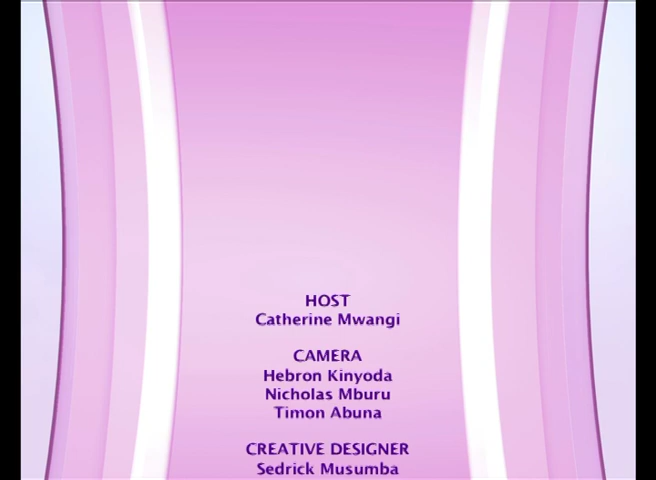 HOST
Catherine Mwangi
CAMERA
Hebron Kinyoda
Nicholas Mburu
Timon Abuna
CREATIVE DESIGNER
Sedrick Musumba